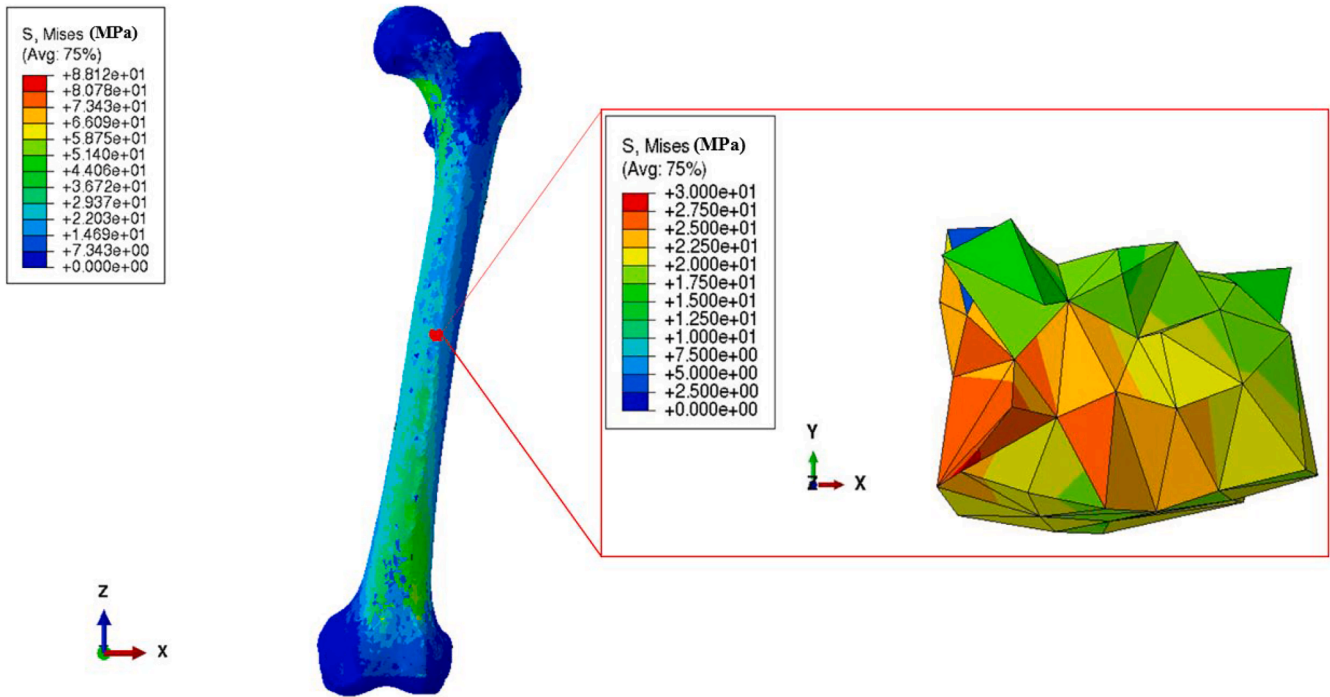 S, Mises (MPa)
(Avg: 75%)
+8.812e+01
+8.078e+01
+7.343e+01
+6.609e+01
+5.875e+01
+5.140e+01
+4.406e+01
+3.672e+01
+2.937e+01
+2.203e+01
+1.469e+01
+7.343e+00
+0.000e+00
S, Mises (MPa)
(Avg: 75%)
+3.000e+01
+2.750e+01
+2.500e+01
+2.250e+01
+2.000e+01
+1.750e+01
+1.500e+01
+1.250e+01
+1.000e+01
+7.500e+00
+5.000e+00
+2.500e+00
+0.000e+00
Y
Z
X
Z
X